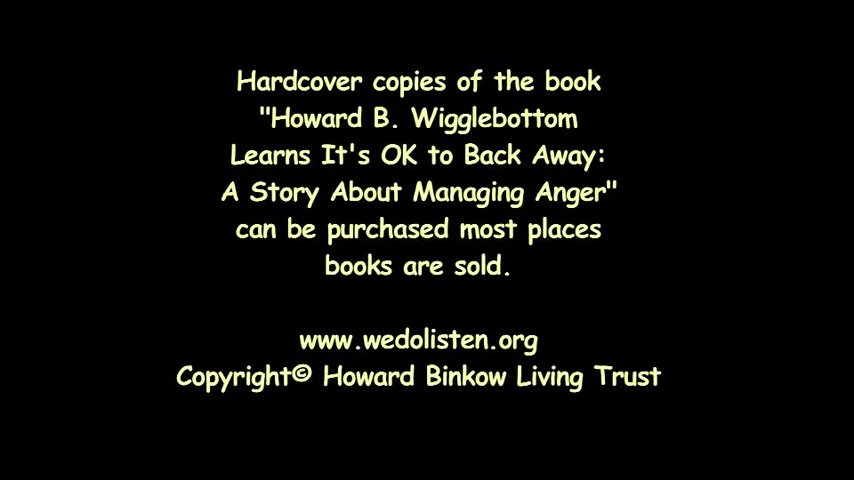 Hardcover copies of the book
"Howard B. Wigglebottom
Learns It's OK to Back Away:
A Story About Managing Anger"
can be purchased most places
books are sold.
www.wedolisten.org
Copyright© Howard Binkow Living Trust